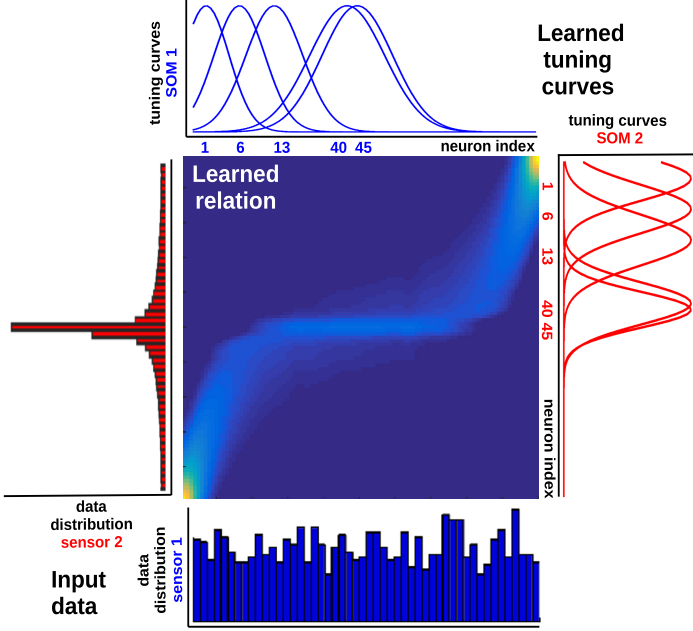 Learned
tuning
curves
tuning curves
SOM 1
1 6 13 40 45 neuron index
tuning curves
SOM 2
1
6
13
40 45
neuron index
Learned
relation
data
distribution
sensor 2
data
distribution
sensor 1
Input
data